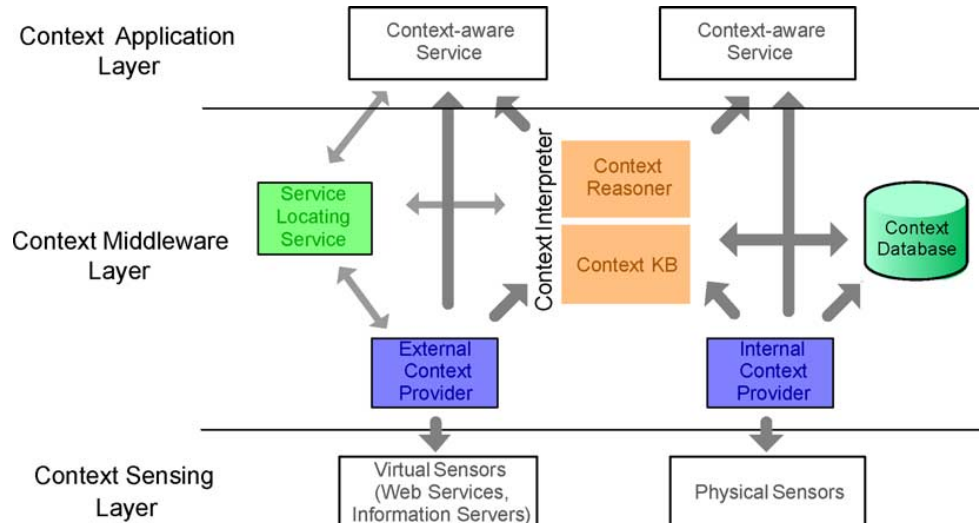 Context Application
Layer
Context-aware
Service
Context-aware
Service
Service
Locating
Service
Context Interpreter
Context
Reasoner
Context KB
Context
Database
Context Middleware
Layer
External
Context
Provider
Internal
Context
Provider
Context Sensing
Layer
Virtual Sensors
(Web Services,
Information Servers)
Physical Sensors